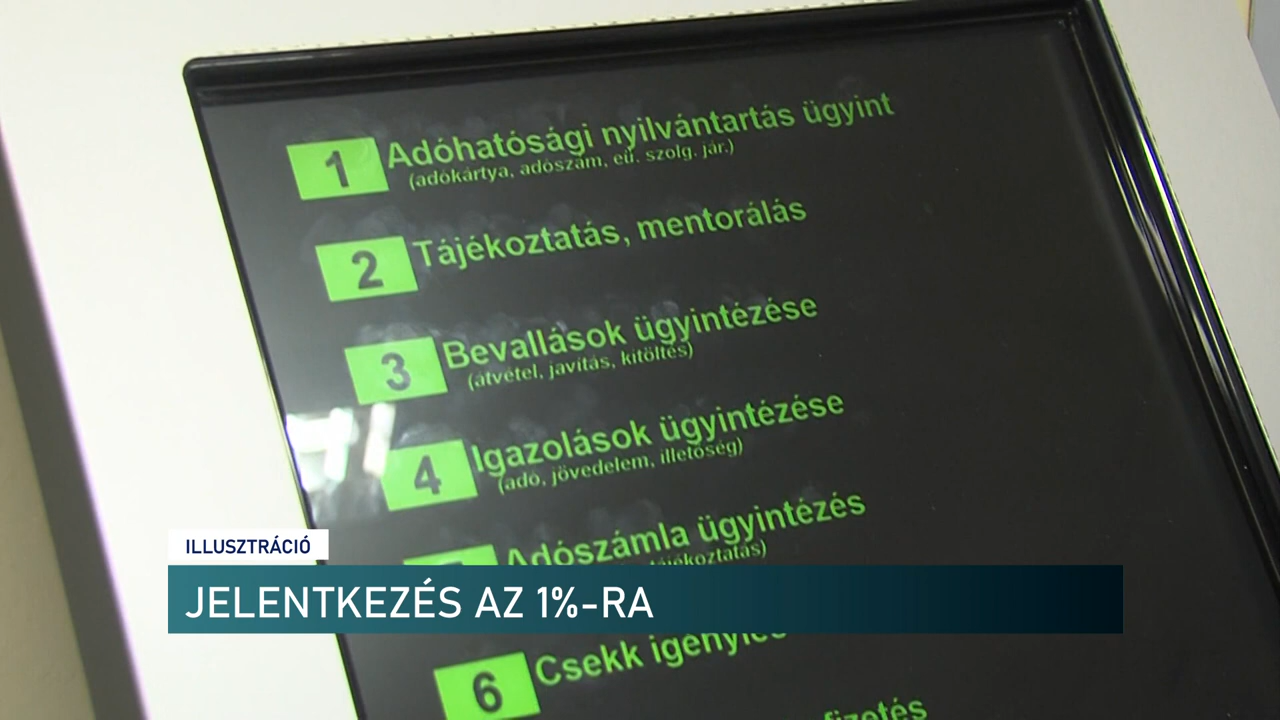 1 Adóhatósági nyilvántartás ügyint
(adókártya, adószám, eü. szolg. jár.)
2 Tájékoztatás, mentorálás
3 Bevallások ügyintézése
(átvétel, javítás, kitöltés)
4 Igazolások ügyintézése
(adó, jövedelem, illetőség)
Adószámla ügyintézés
ILLUSZTRÁCIÓ
JELENTKEZÉS AZ 1%-RA
6 Csekk